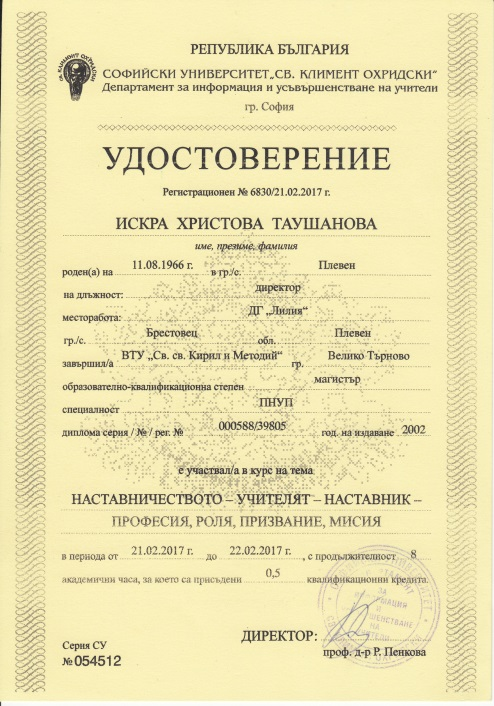 РЕПУБЛИКА БЪЛГАРИЯ
СВ. КЛИМЕНТ ОХРИДСКИ
СОФИЙСКИ УНИВЕРСИТЕТ „СВ. КЛИМЕНТ ОХРИДСКИ“
Департамент за информация и усъвършенстване на учители
гр. София
УДОСТОВЕРЕНИЕ
Регистрационен № 6830/21.02.2017 г.
ИСКРА ХРИСТОВА ТАУШАНОВА
име, презиме, фамилия
роден(а) на 11.08.1966 г. в гр./с. Плевен
на длъжност: директор
месторабота: ДГ „Лилия“
гр./с. Брестовец обл. Плевен
завършил/а ВТУ „Св. св. Кирил и Методий“ гр. Велико Търново
образователно-квалификационна степен магистър
специалност ПНУП
диплома серия / № / рег. № 000588/39805 год. на издаване 2002
е участвал/а в курс на тема
НАСТАВНИЧЕСТВОТО – УЧИТЕЛЯТ – НАСТАВНИК –
ПРОФЕСИЯ, РОЛЯ, ПРИЗВАНИЕ, МИСИЯ
в периода от 21.02.2017 г. до 22.02.2017 г. , с продължителност 8
академични часа, за което са присъдени 0,5 квалификационни кредита
ДИРЕКТОР:
проф. д-р Р. Пенкова
Серия СУ
№ 054512